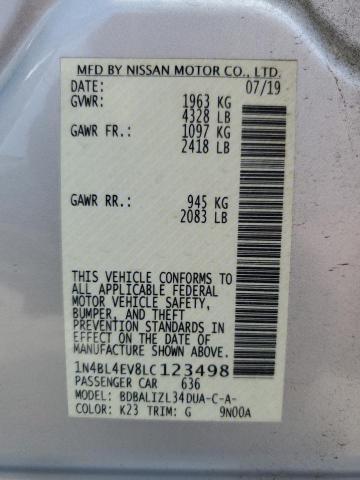 MFD BY NISSAN MOTOR CO., LTD.
DATE: 07/19
GVWR: 1963 KG
4328 LB
GAWR FR.: 1097 KG
2418 LB
GAWR RR.: 945 KG
2083 LB
THIS VEHICLE CONFORMS TO
ALL APPLICABLE FEDERAL
MOTOR VEHICLE SAFETY,
BUMPER, AND THEFT
PREVENTION STANDARDS
IN EFFECT ON THE DATE
OF MANUFACTURE SHOWN
ABOVE.
1N4BL4EV8LC123498
PASSENGER CAR 636
MODEL: BDBALIZL34DUA-C-A-
COLOR: K23 TRIM: G 9N00A